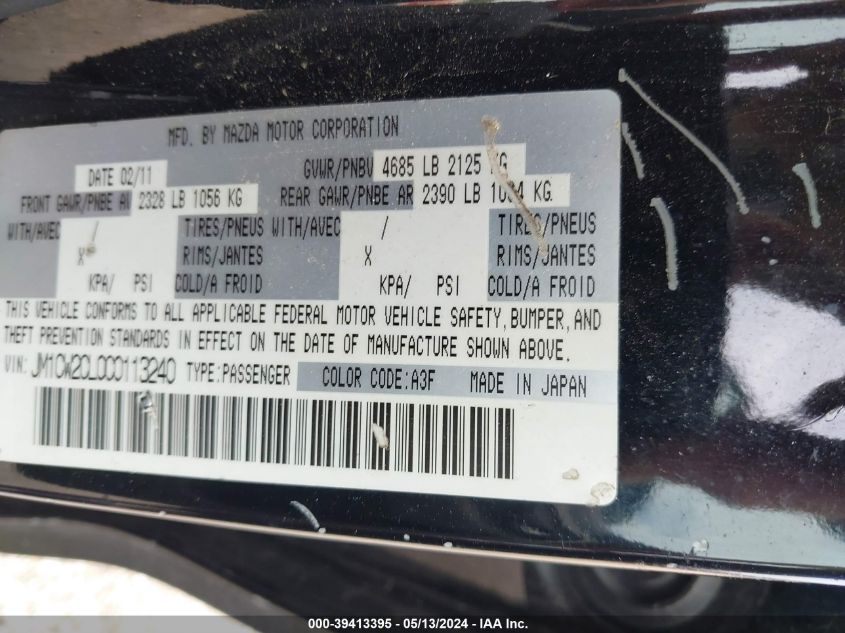 MFD. BY MAZDA MOTOR CORPORATION
DATE 02/11 GVWR/PNBV 4685 LB 2125 KG
FRONT GAWR/PNBE AV 2328 LB 1056 KG REAR GAWR/PNBE AR 2390 LB 1084 KG
WITH/AVEC / TIRES/PNEUS WITH/AVEC / TIRES/PNEUS
X RIMS/JANTES X RIMS/JANTES
KPA/ PSI COLD/A FROID KPA/ PSI COLD/A FROID
THIS VEHICLE CONFORMS TO ALL APPLICABLE FEDERAL MOTOR VEHICLE SAFETY, BUMPER, AND
THEFT PREVENTION STANDARDS IN EFFECT ON THE DATE OF MANUFACTURE SHOWN ABOVE.
VIN: JM1CW2CL0C0113240 TYPE:PASSENGER COLOR CODE:A3F MADE IN JAPAN
000-39413395 - 05/13/2024 - IAA Inc.